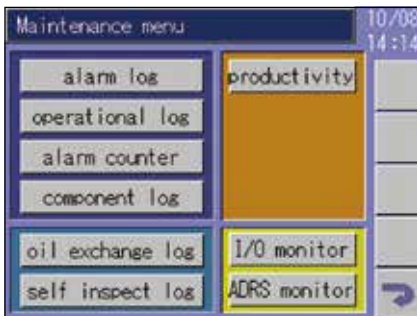 Maintenance menu
10/08
14:14
alarm log
productivity
operational log
alarm counter
component log
oil exchange log
I/O monitor
self inspect log
ADRS monitor